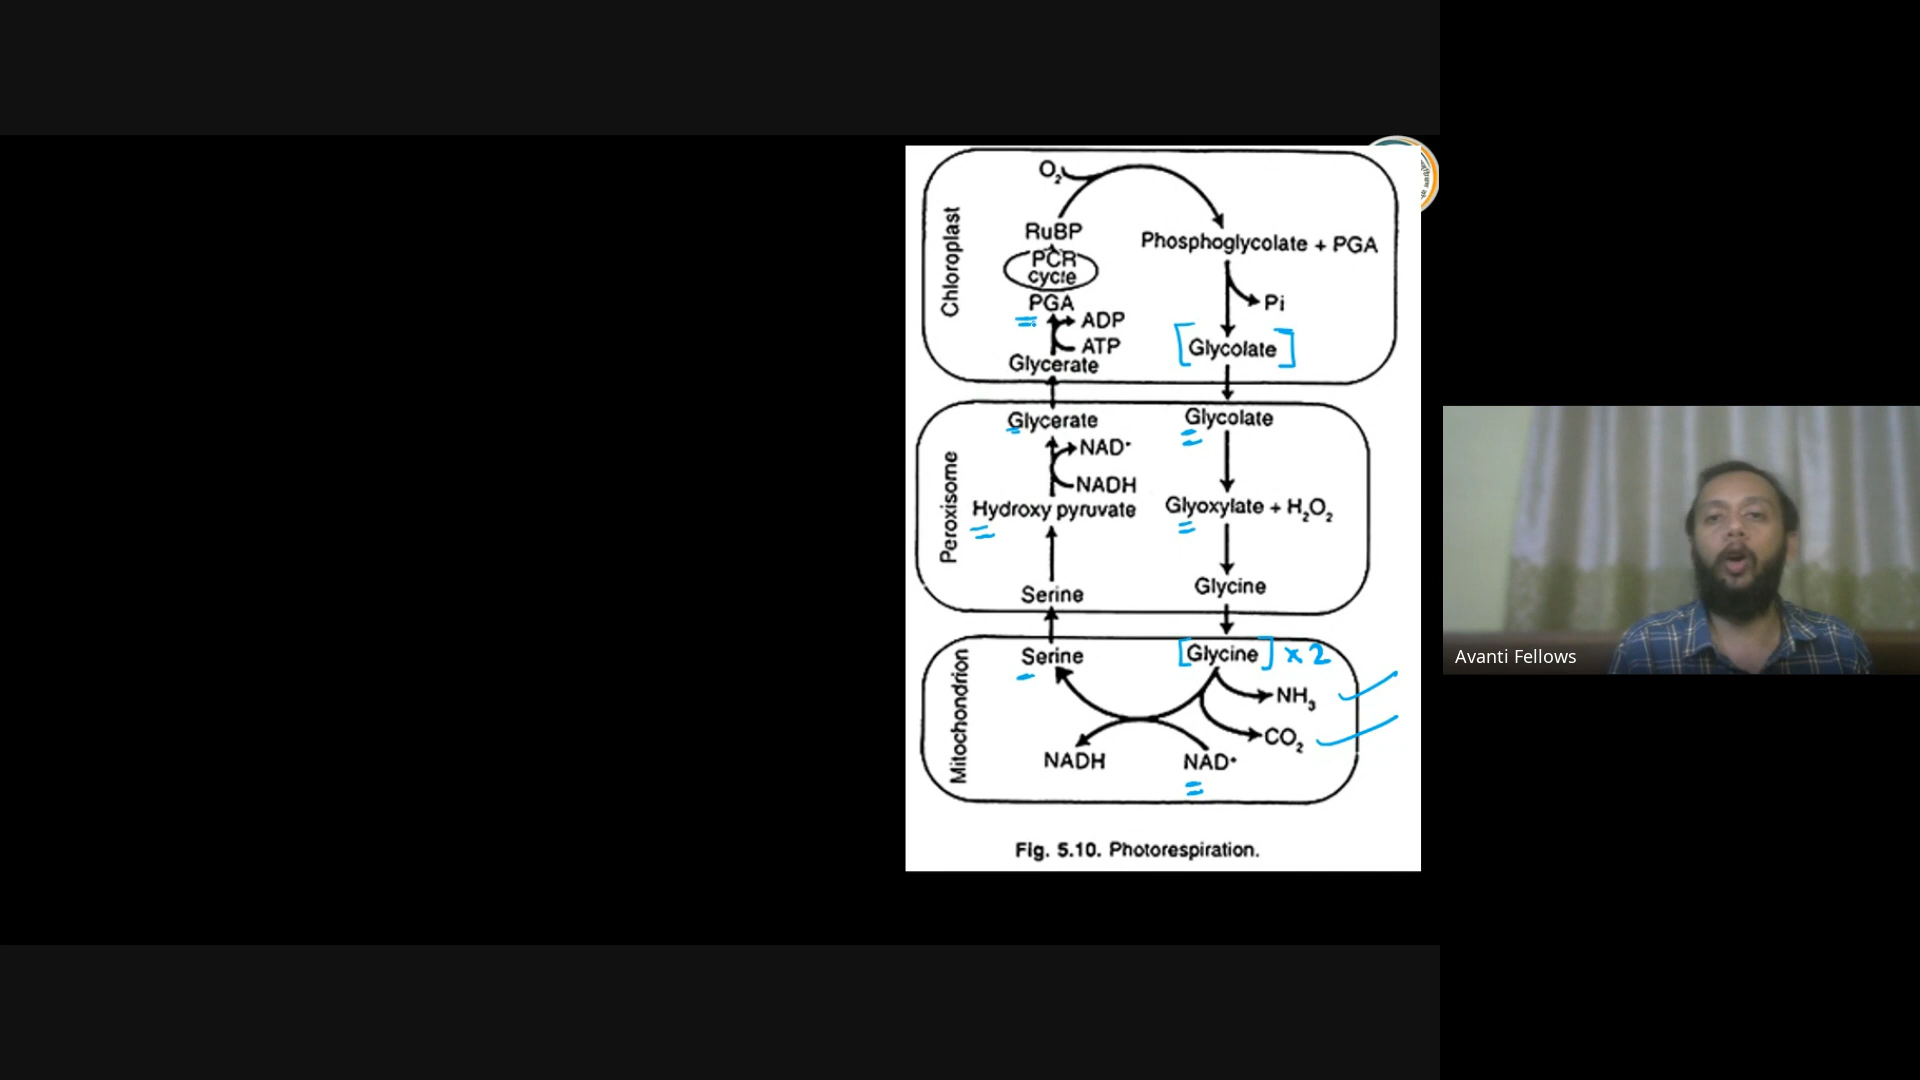 O2
RuBP
PCR
cycle
PGA
ADP
ATP
Glycerate
Chloroplast
Phosphoglycolate + PGA
Pi
[Glycolate]
Glycerate
NAD+
NADH
Hydroxy pyruvate
Serine
Peroxisome
Glycolate
Glyoxylate + H2O2
Glycine
Serine
[Glycine] x 2
NH3
CO2
NADH
NAD+
Mitochondrion
Fig. 5.10. Photorespiration.
Avanti Fellows